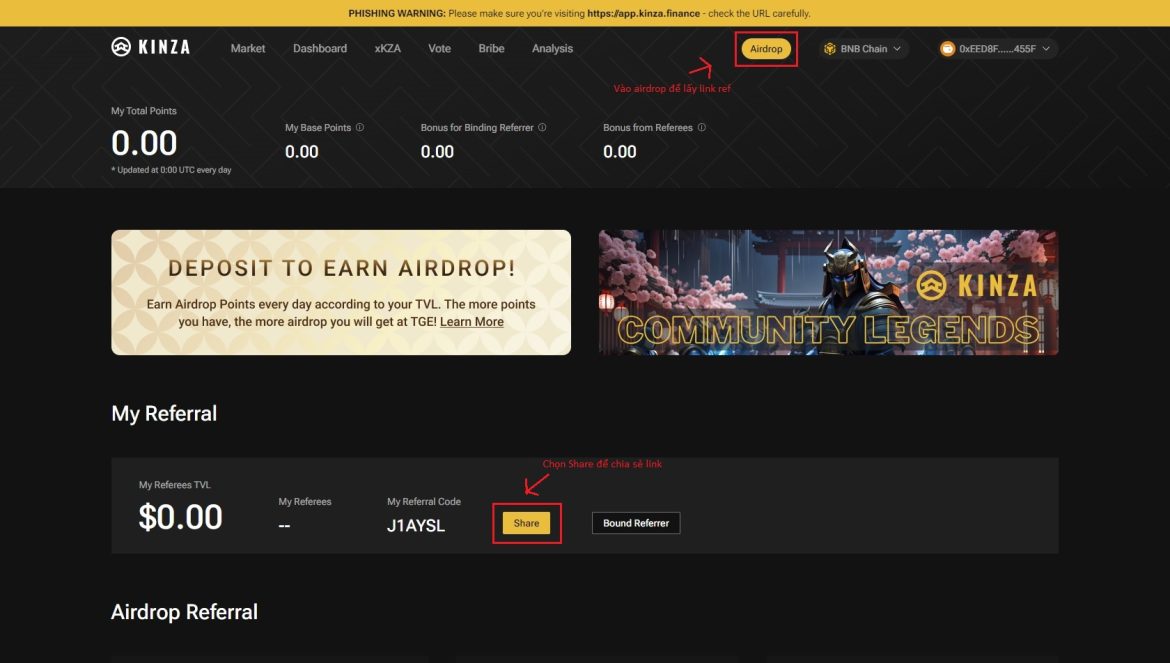 PHISHING WARNING: Please make sure you're visiting https://app.kinza.finance - check the URL carefully.
KINZA Market Dashboard xKZA Vote Bribe Analysis Airdrop BNB Chain 0xEED8F.....455F
Vào airdrop để lấy link ref
My Total Points
My Base Points Bonus for Binding Referrer Bonus from Referees
0.00
0.00 0.00 0.00
* Updated at 0:00 UTC every day
DEPOSIT TO EARN AIRDROP!
Earn Airdrop Points every day according to your TVL. The more points
you have, the more airdrop you will get at TGE! Learn More
KINZA
COMMUNITY LEGENDS
My Referral
Chọn Share để chia sẻ link
My Referees TVL
My Referees My Referral Code
$0.00
-- J1AYSL Share Bound Referrer
Airdrop Referral